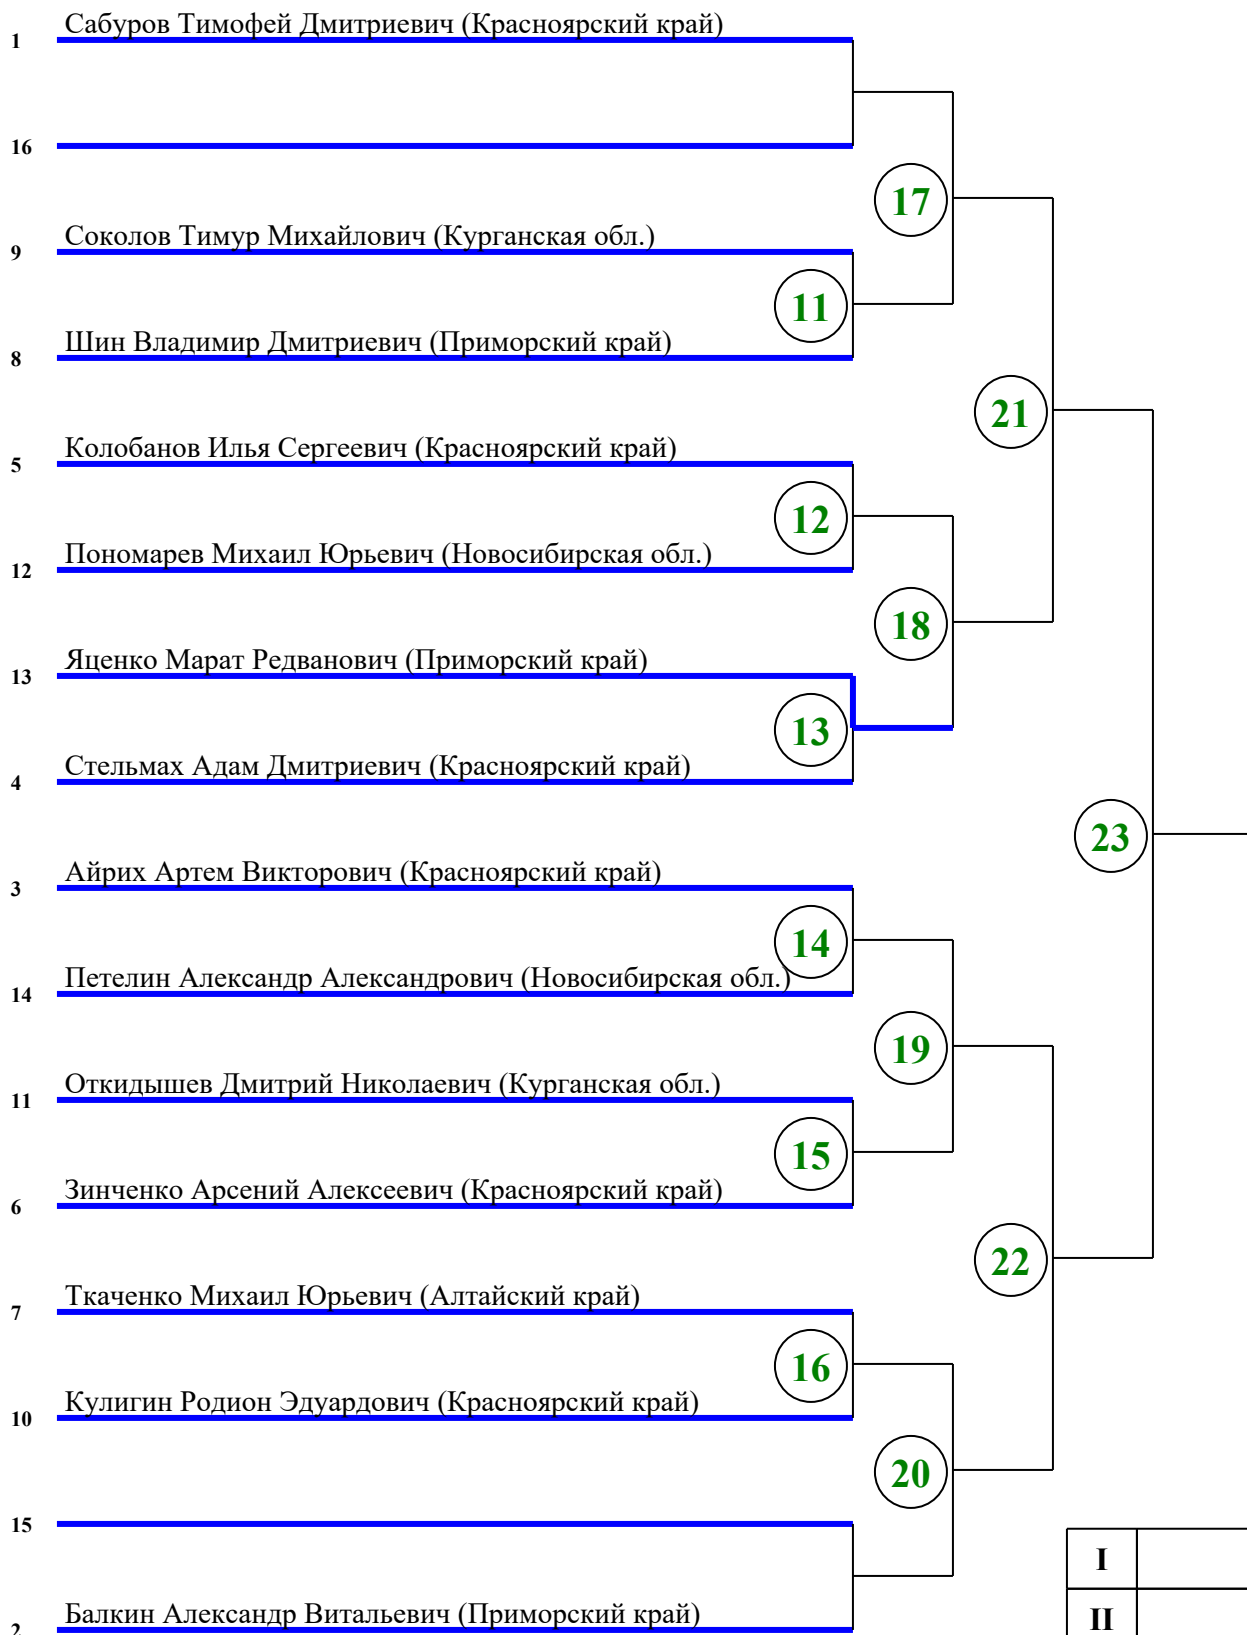 1 Сабуров Тимофей Дмитриевич (Красноярский край)
16
17
9 Соколов Тимур Михайлович (Курганская обл.)
11
8 Шин Владимир Дмитриевич (Приморский край)
21
5 Колобанов Илья Сергеевич (Красноярский край)
12
12 Пономарев Михаил Юрьевич (Новосибирская обл.)
18
13 Яценко Марат Редванович (Приморский край)
13
4 Стельмах Адам Дмитриевич (Красноярский край)
23
3 Айрих Артем Викторович (Красноярский край)
14
14 Петелин Александр Александрович (Новосибирская обл.)
19
11 Откидышев Дмитрий Николаевич (Курганская обл.)
15
6 Зинченко Арсений Алексеевич (Красноярский край)
22
7 Ткаченко Михаил Юрьевич (Алтайский край)
16
10 Кулигин Родион Эдуардович (Красноярский край)
20
15
I
2 Балкин Александр Витальевич (Приморский край)
II